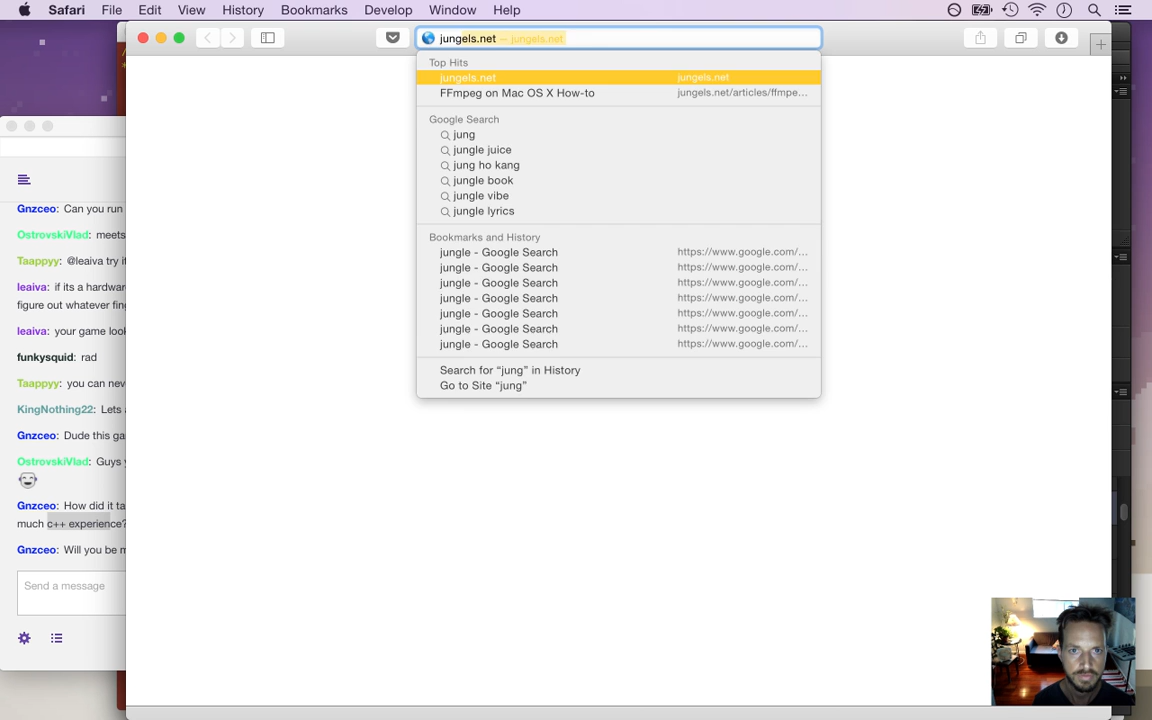 Safari File Edit View History Bookmarks Develop Window Help
jungels.net — jungels.net
Top Hits
jungels.net jungels.net
FFmpeg on Mac OS X How-to jungels.net/articles/ffmpe...
Google Search
jung
jungle juice
jung ho kang
jungle book
jungle vibe
jungle lyrics
Bookmarks and History
jungle - Google Search https://www.google.com/...
jungle - Google Search https://www.google.com/...
jungle - Google Search https://www.google.com/...
jungle - Google Search https://www.google.com/...
jungle - Google Search https://www.google.com/...
jungle - Google Search https://www.google.com/...
jungle - Google Search https://www.google.com/...
Search for “jung” in History
Go to Site “jung”
Gnzceo: Can you run
OstrovskiVlad: meets
Taappyy: @leaiva try it
leaiva: if its a hardwar
figure out whatever fin
leaiva: your game look
funkysquid: rad
Taappyy: you can nev
KingNothing22: Lets
Gnzceo: Dude this ga
OstrovskiVlad: Guys
Gnzceo: How did it ta
much c++ experience?
Gnzceo: Will you be m
Send a message